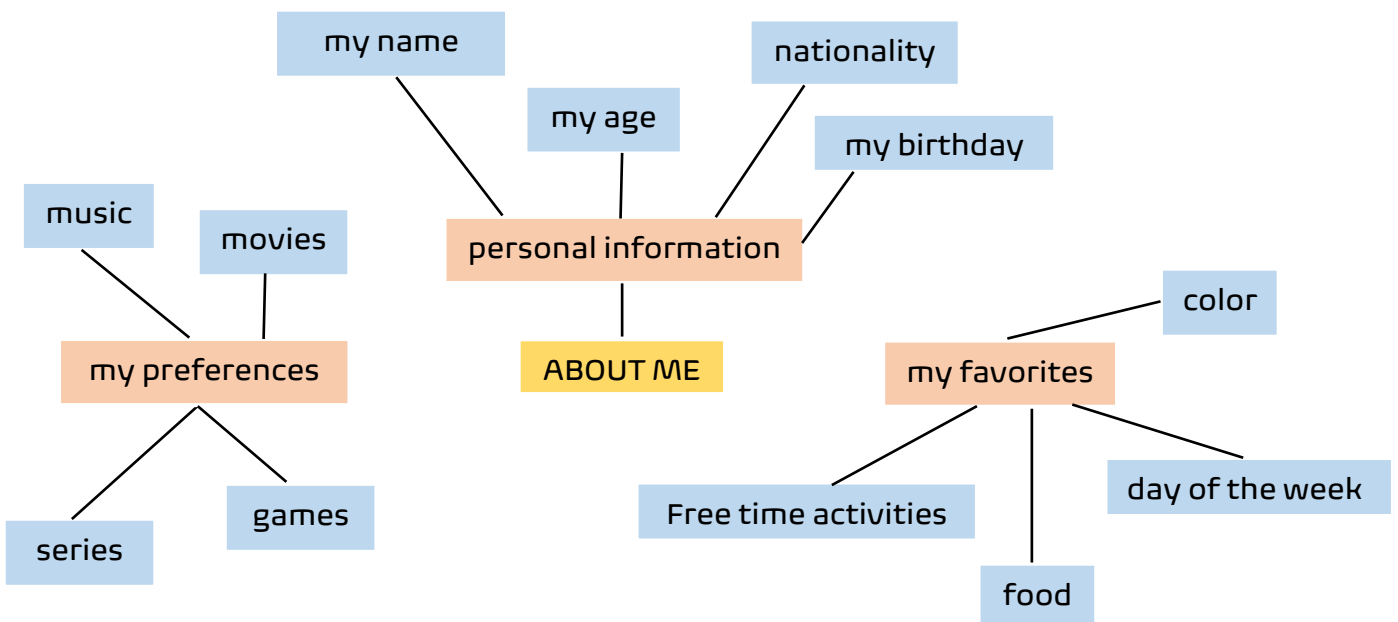 my name
nationality
my age
my birthday
music
movies
personal information
color
my preferences
ABOUT ME
my favorites
day of the week
games
Free time activities
series
food